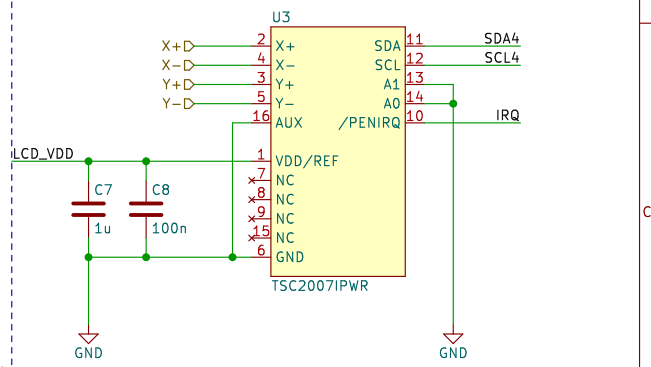 U3
X+ 2 X+ SDA 11 SDA4
X- 4 X- SCL 12 SCL4
Y+ 3 Y+ A1 13
Y- 5 Y- A0 14
16 AUX /PENIRQ 10 IRQ
LCD_VDD 1 VDD/REF
7 NC
C7 C8 8 NC
9 NC
1u 100n 15 NC
6 GND
TSC2007IPWR
GND GND
C